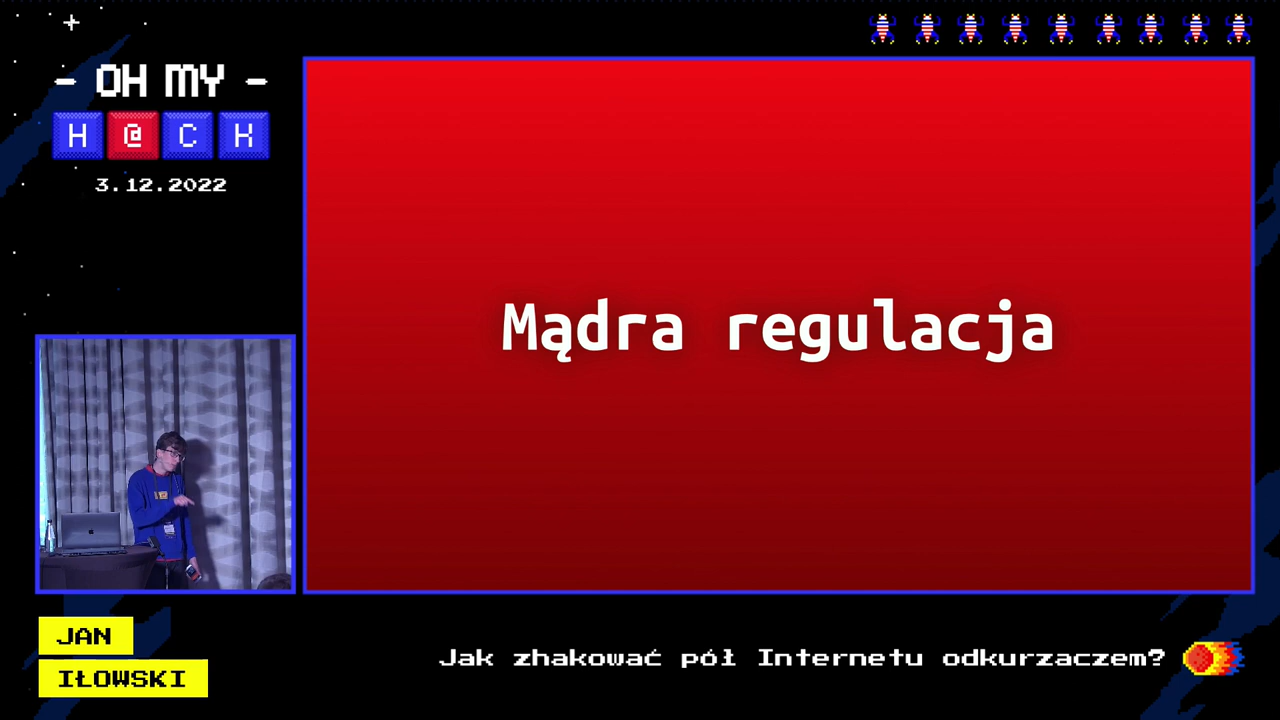 - OH MY -
H @ C K
3.12.2022
Mądra regulacja
JAN
IŁOWSKI
Jak zhakować pół Internetu odkurzaczem?